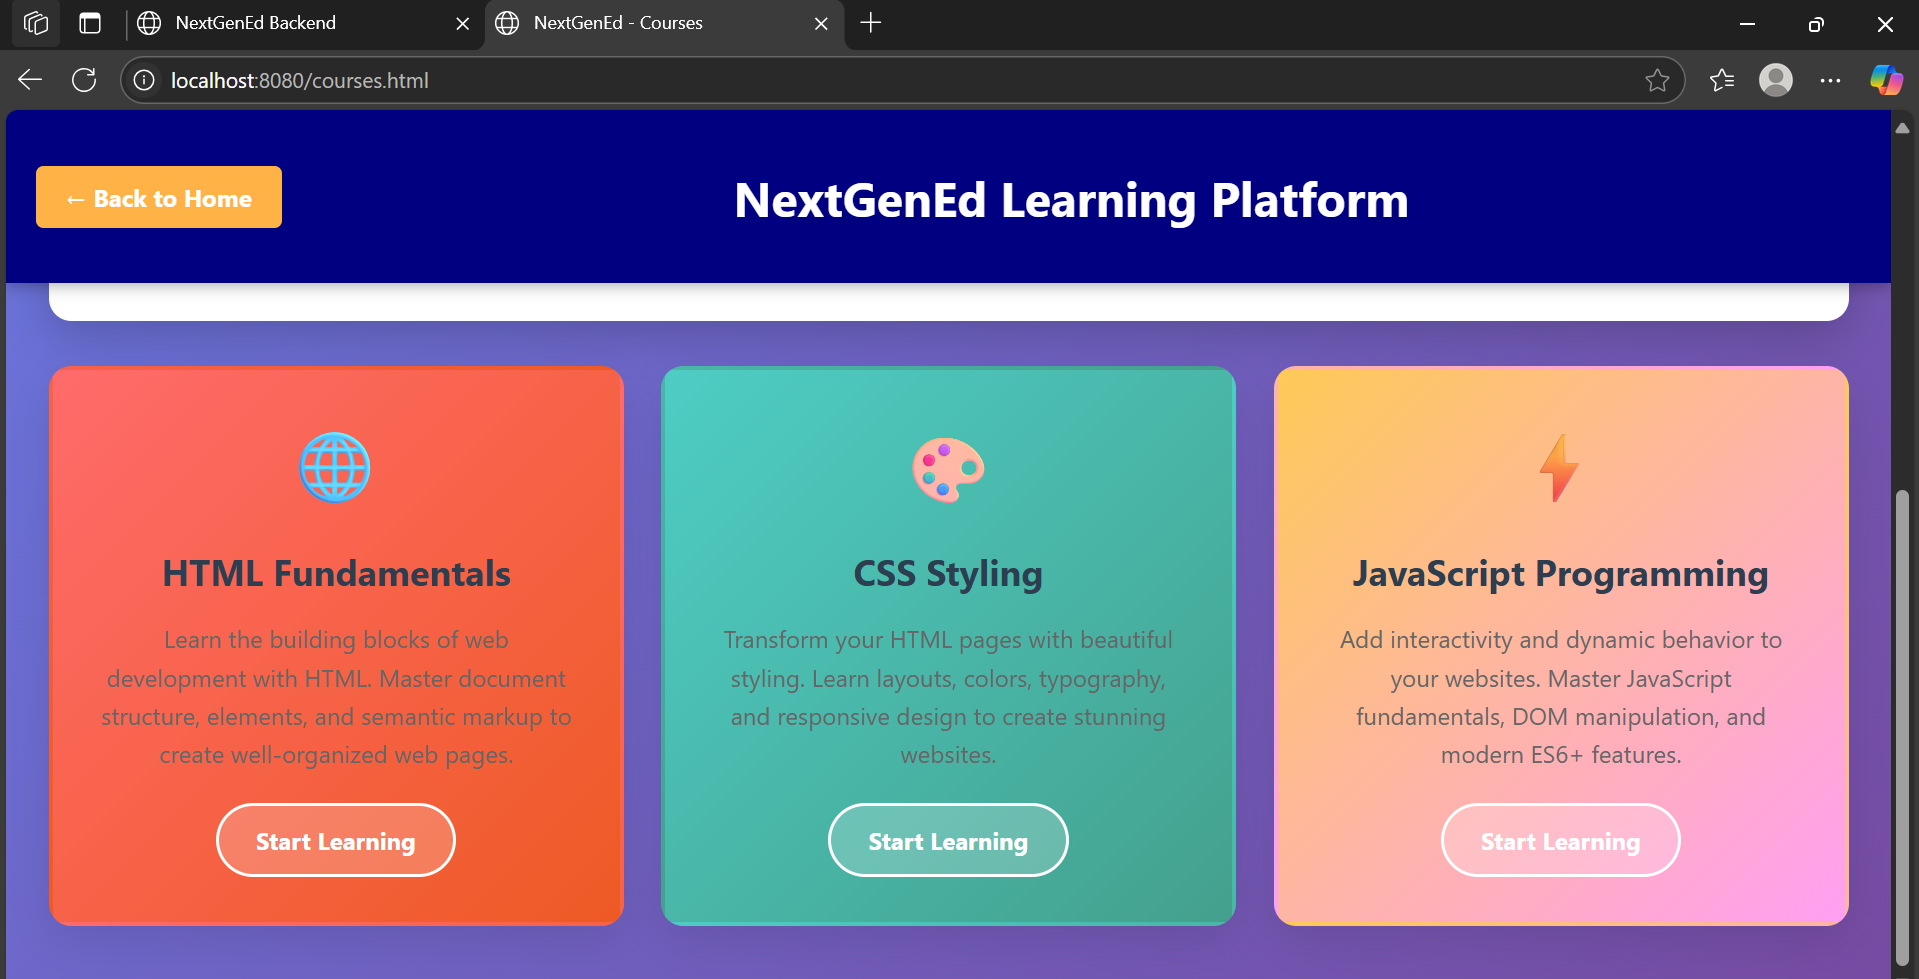 NextGenEd Backend
NextGenEd - Courses
localhost:8080/courses.html
← Back to Home
NextGenEd Learning Platform
HTML Fundamentals
Learn the building blocks of web
development with HTML. Master document
structure, elements, and semantic markup to
create well-organized web pages.
Start Learning
CSS Styling
Transform your HTML pages with beautiful
styling. Learn layouts, colors, typography,
and responsive design to create stunning
websites.
Start Learning
JavaScript Programming
Add interactivity and dynamic behavior to
your websites. Master JavaScript
fundamentals, DOM manipulation, and
modern ES6+ features.
Start Learning